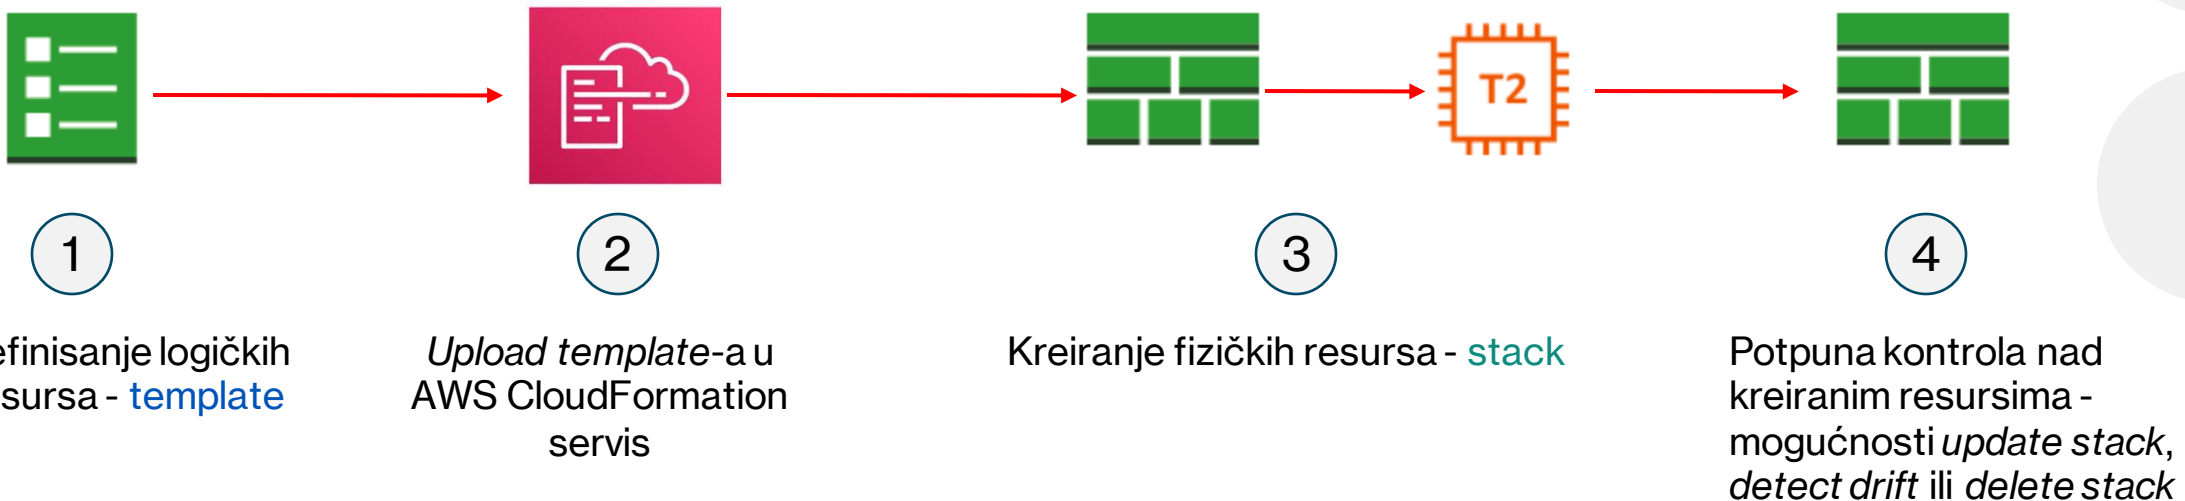 T2
1
2
3
4
efinisanje logičkih
sursa - template
Upload template-a u
AWS CloudFormation
servis
Kreiranje fizičkih resursa - stack
Potpuna kontrola nad
kreiranim resursima -
mogućnosti update stack,
detect drift ili delete stack